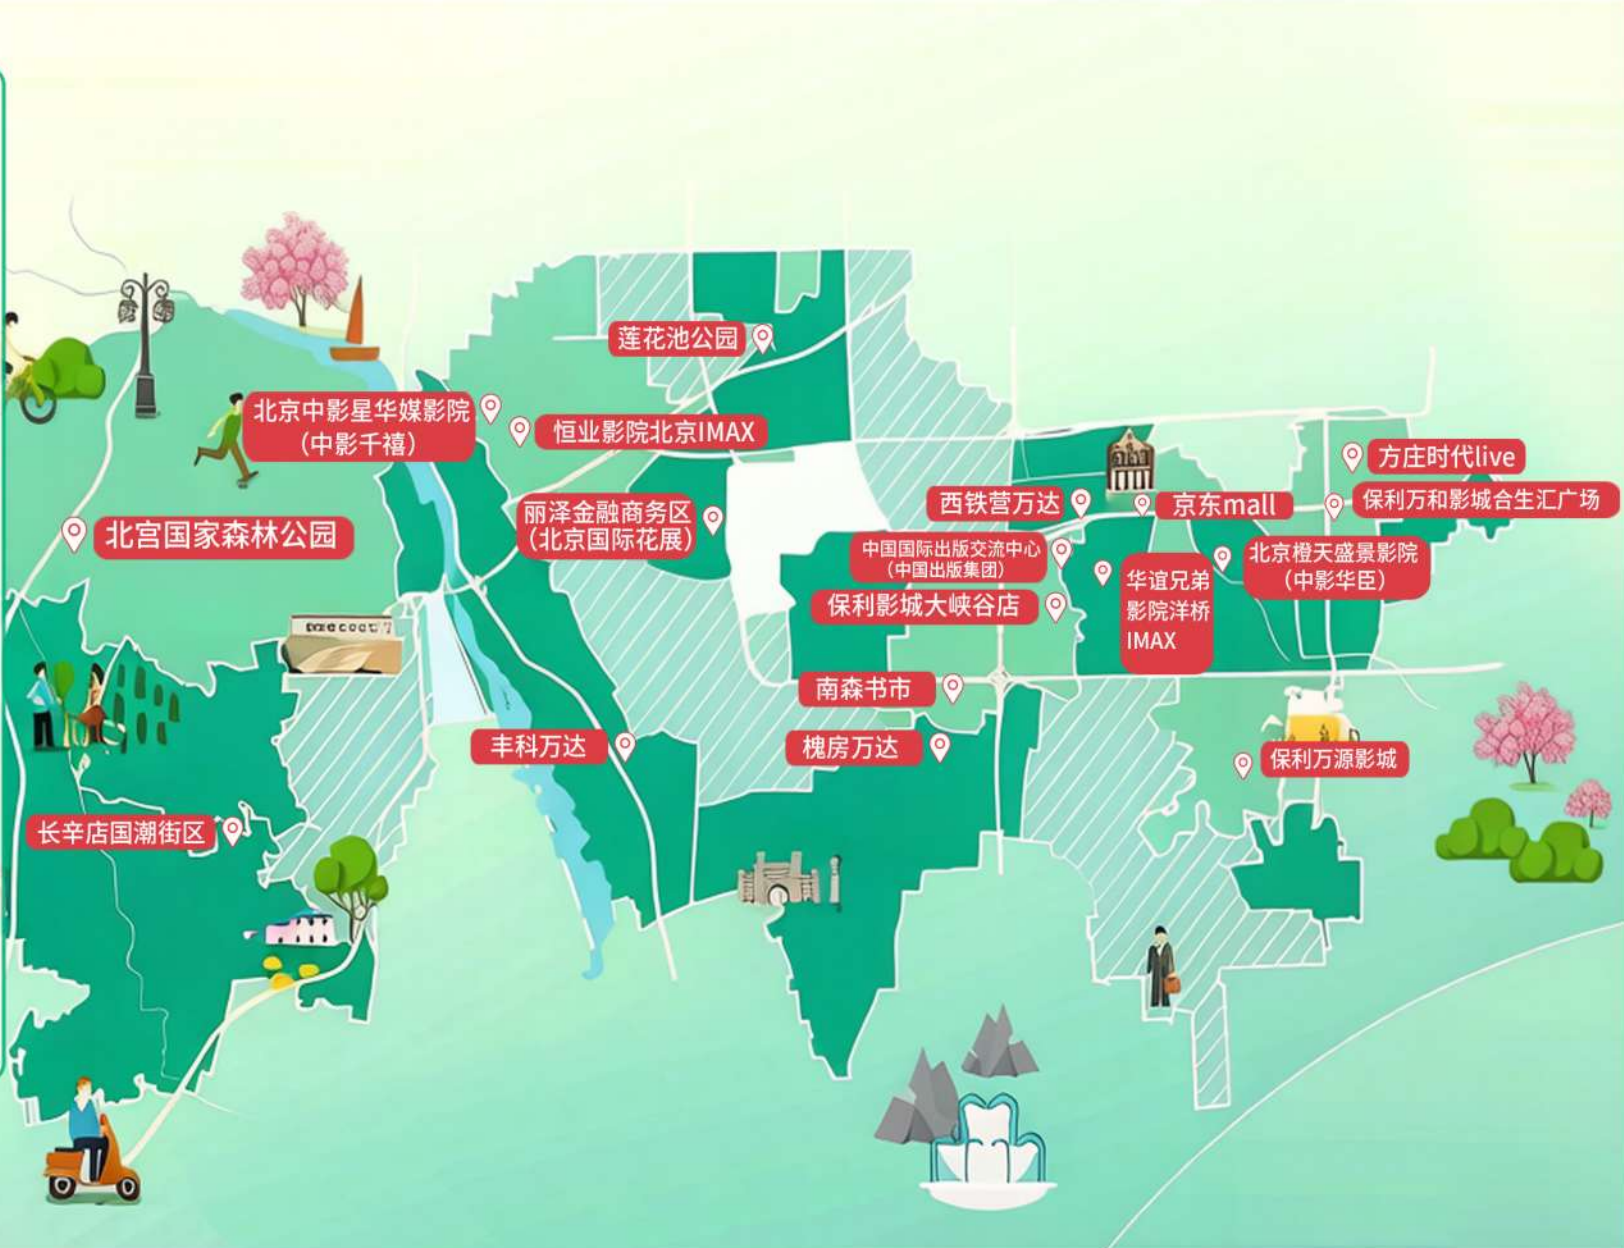 莲花池公园
北京中影星华媒影院
（中影千禧）
恒业影院北京IMAX
方庄时代live
西铁营万达
京东mall
保利万和影城合生汇广场
丽泽金融商务区
（北京国际花展）
北宫国家森林公园
中国国际出版交流中心
（中国出版集团）
华谊兄弟
影院洋桥
IMAX
北京橙天盛景影院
（中影华臣）
保利影城大峡谷店
南森书市
丰科万达
槐房万达
保利万源影城
长辛店国潮街区